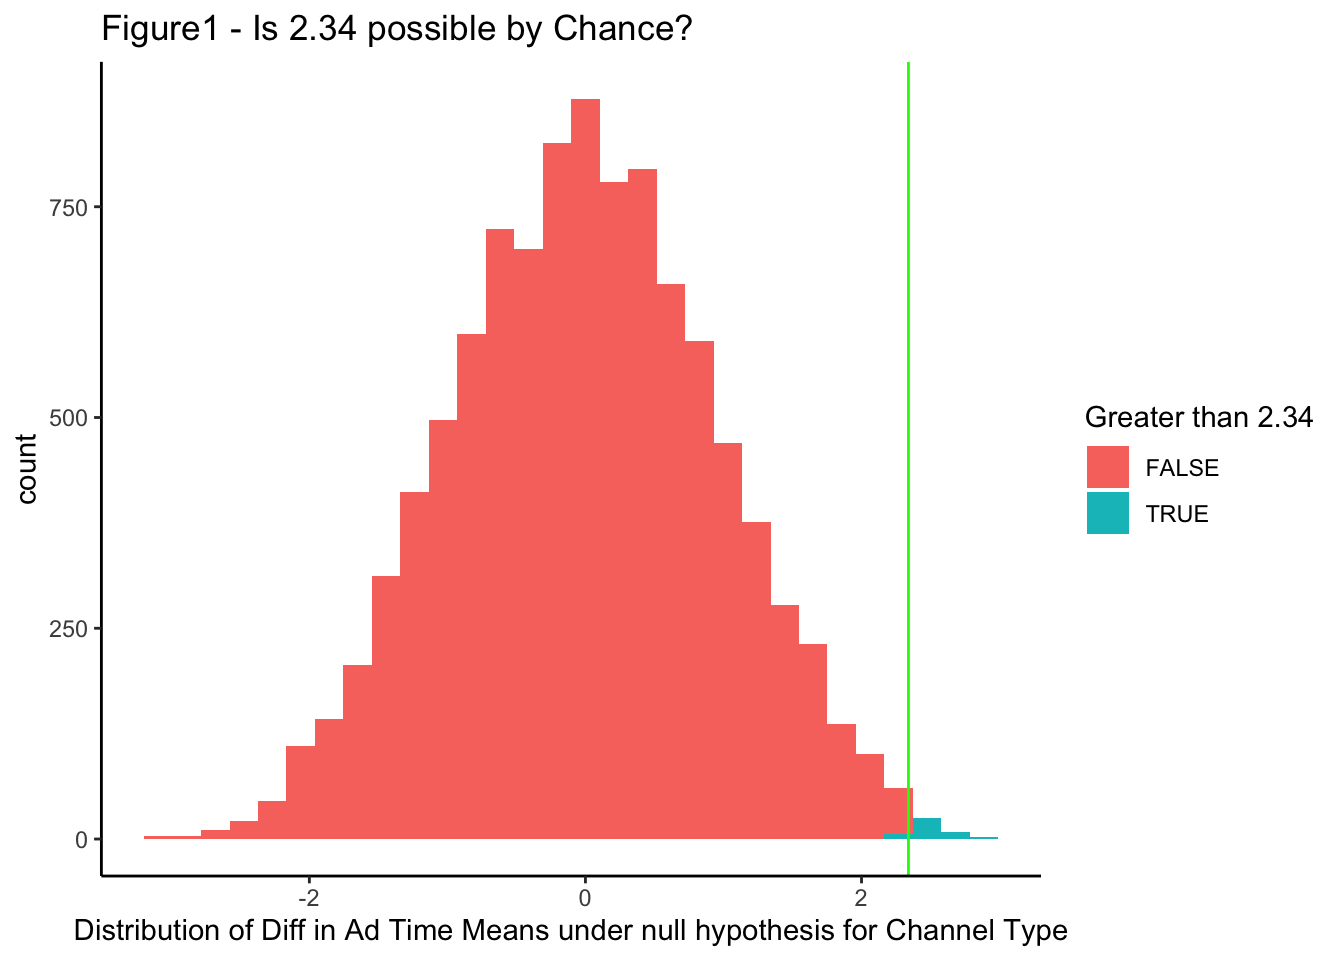 Figure1 - Is 2.34 possible by Chance?
750
500
250
0
count
-2
0
2
Distribution of Diff in Ad Time Means under null hypothesis for Channel Type
Greater than 2.34
FALSE
TRUE